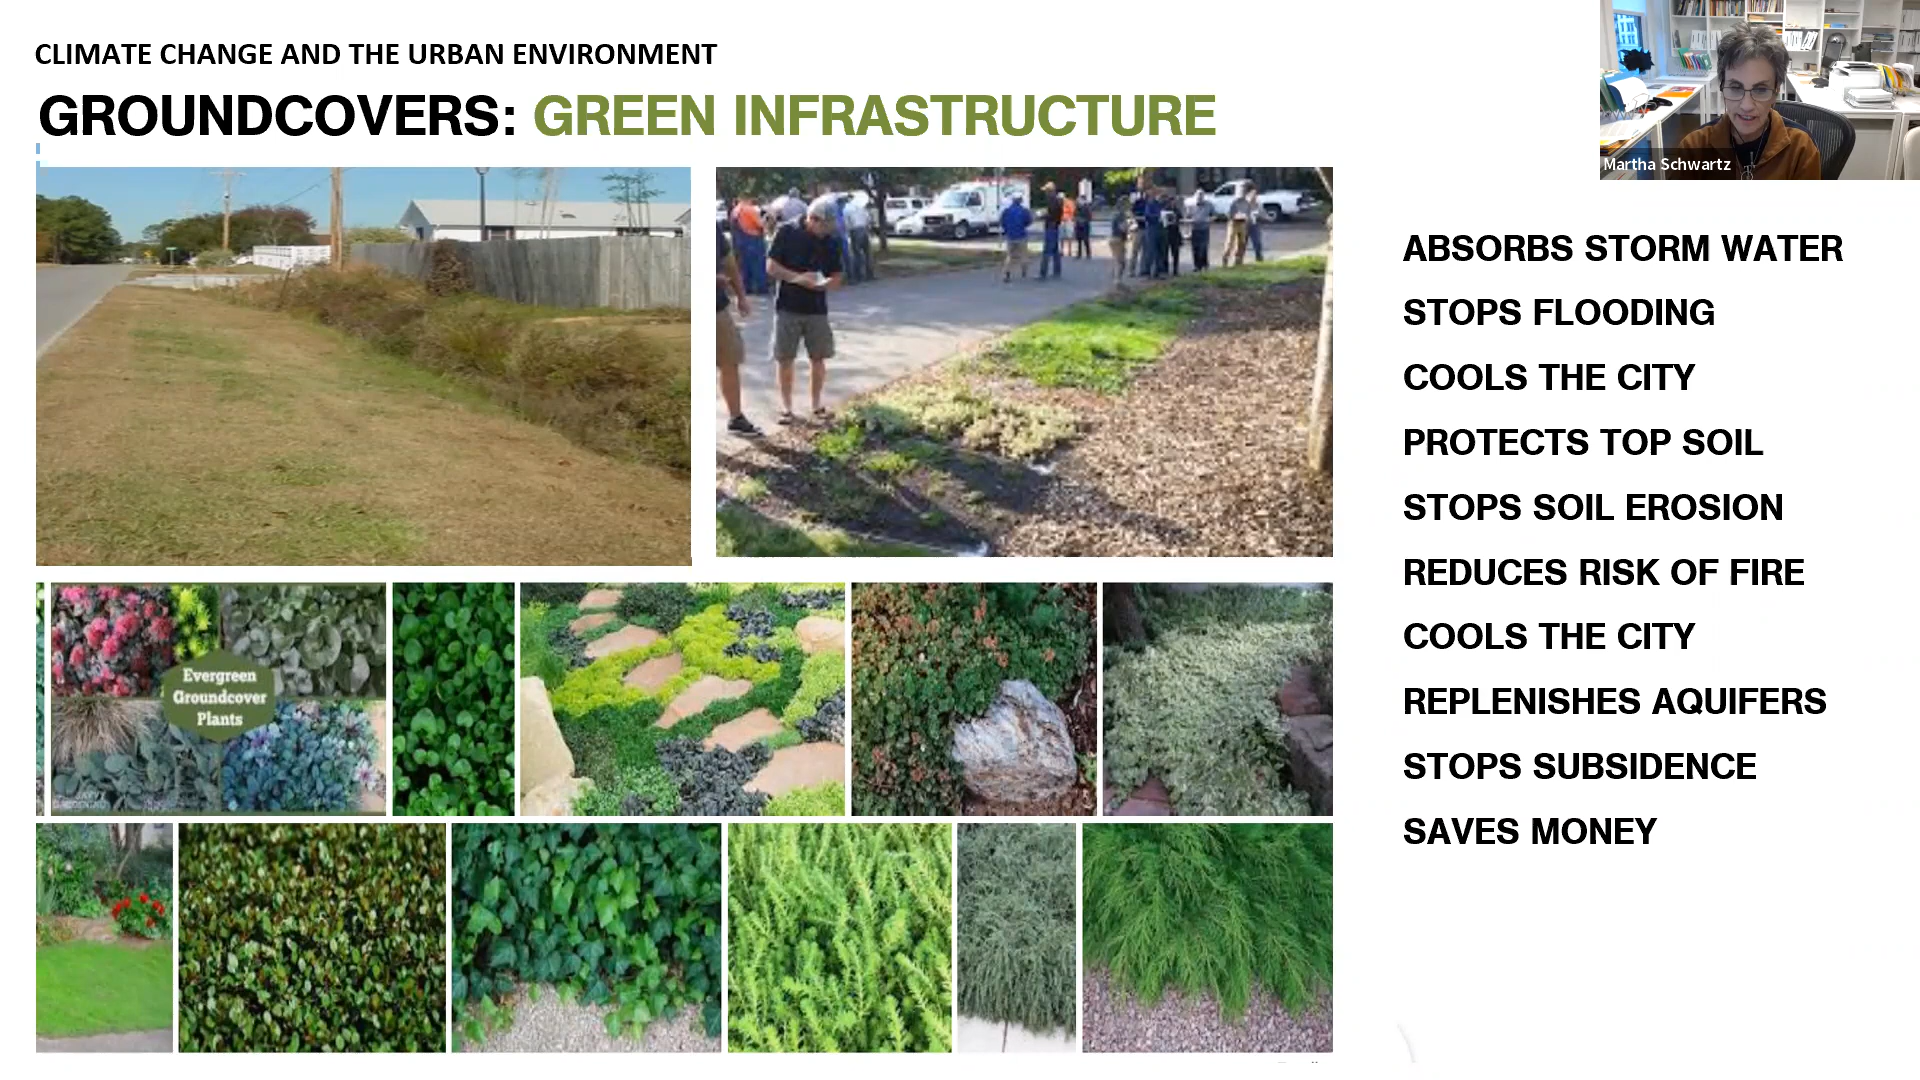 CLIMATE CHANGE AND THE URBAN ENVIRONMENT
GROUNDCOVERS: GREEN INFRASTRUCTURE
Martha Schwartz
ABSORBS STORM WATER
STOPS FLOODING
COOLS THE CITY
PROTECTS TOP SOIL
STOPS SOIL EROSION
REDUCES RISK OF FIRE
COOLS THE CITY
REPLENISHES AQUIFERS
STOPS SUBSIDENCE
SAVES MONEY
Evergreen
Groundcover
Plants